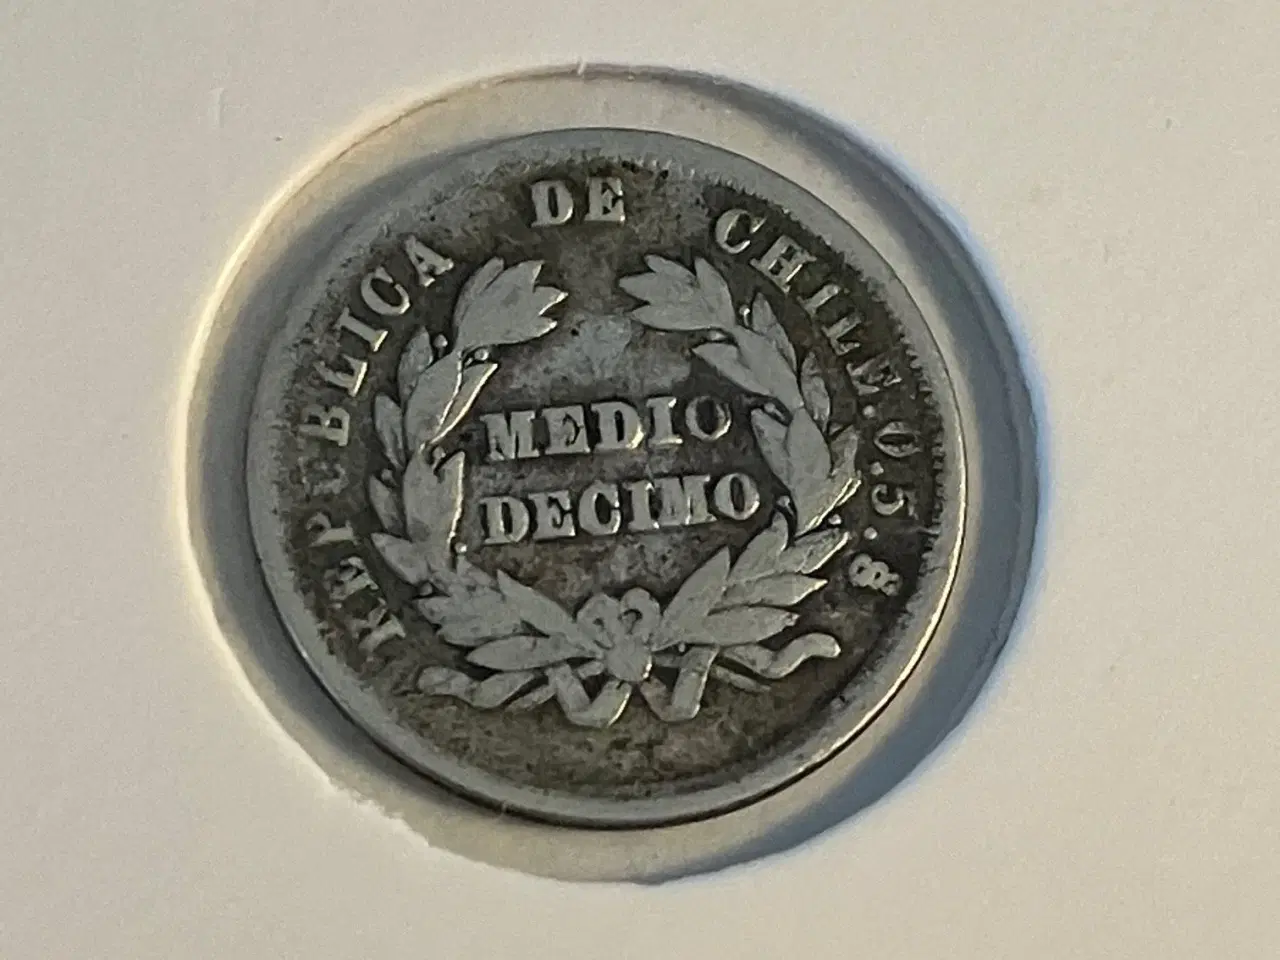 REPUBLICA DE CHILE.0.5.g
MEDIO
DECIMO